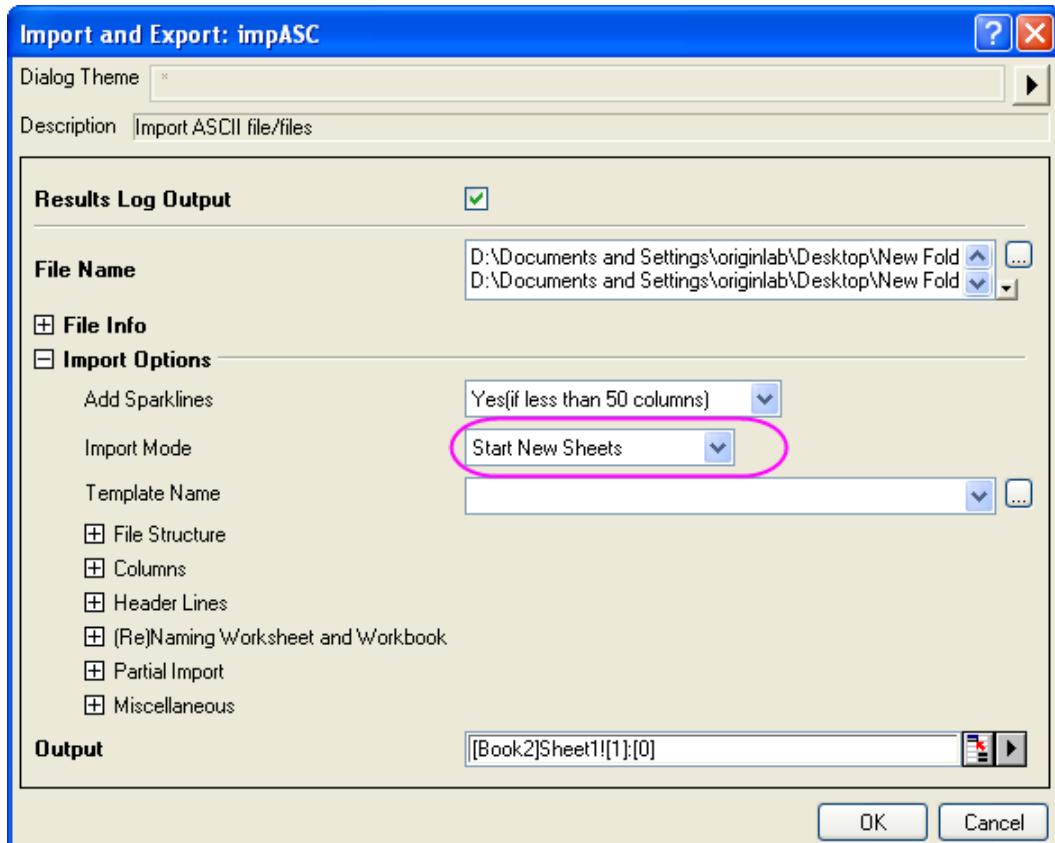 Import and Export: impASC
Dialog Theme *
Description Import ASCII file/files
Results Log Output
File Name D:\Documents and Settings\originlab\Desktop\New Fold
D:\Documents and Settings\originlab\Desktop\New Fold
File Info
Import Options
Add Sparklines Yes(if less than 50 columns)
Import Mode Start New Sheets
Template Name
File Structure
Columns
Header Lines
(Re)Naming Worksheet and Workbook
Partial Import
Miscellaneous
Output [Book2]Sheet1![1]:[0]
OK Cancel